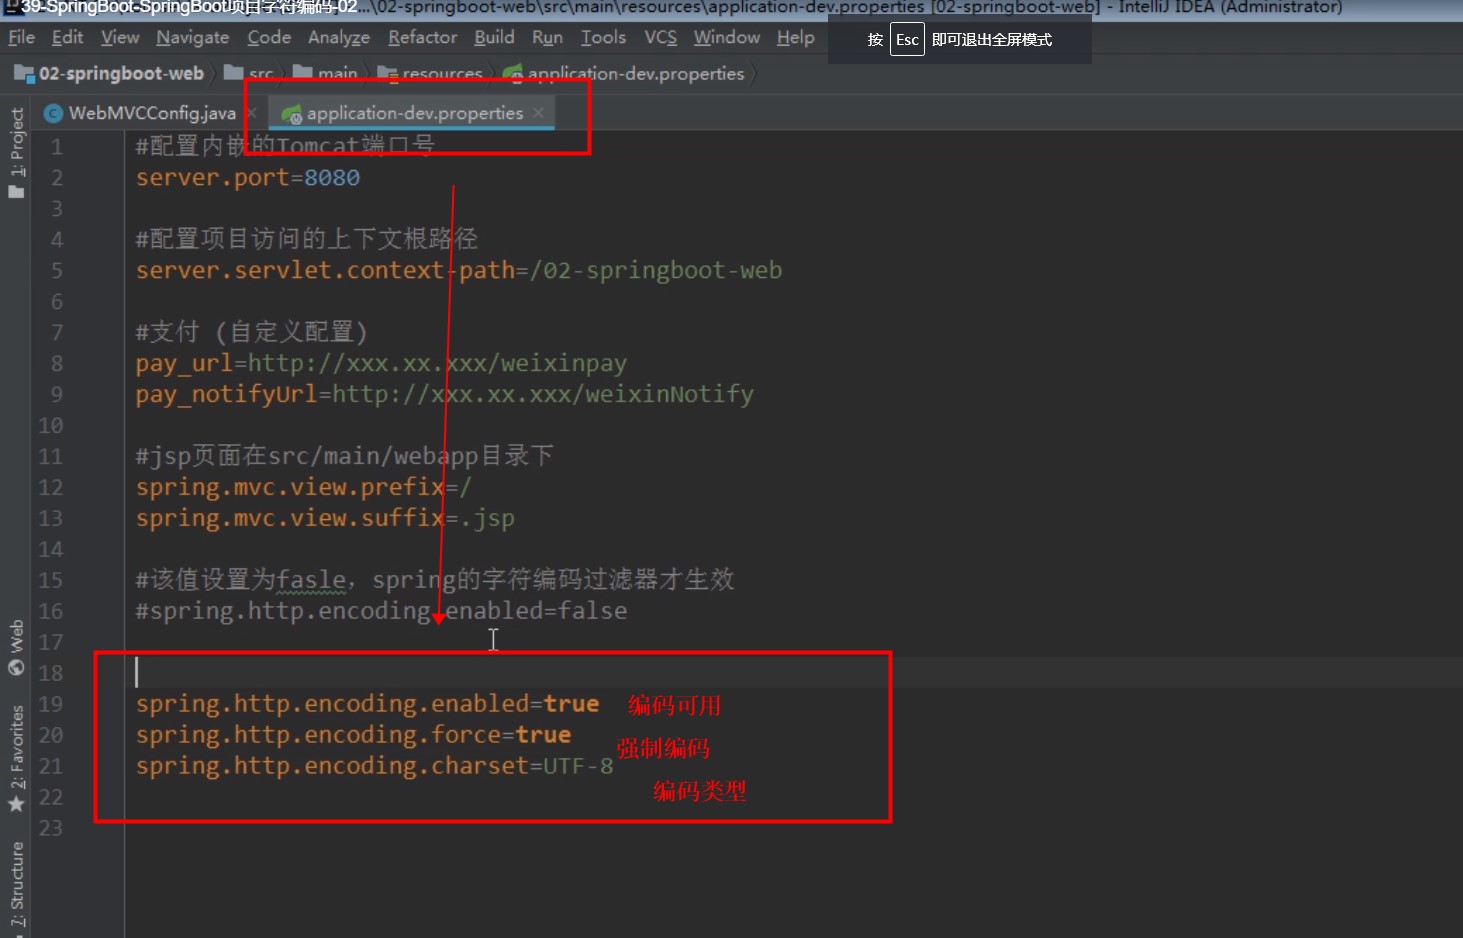 39-SpringBoot-SpringBoot项目字符编码-02...\02-springboot-web\src\main\resources\application-dev.properties [02-springboot-web] - IntelliJ IDEA (Administrator)
File Edit View Navigate Code Analyze Refactor Build Run Tools VCS Window Help
按 Esc 即可退出全屏模式
02-springboot-web src main resources application-dev.properties
WebMVCConfig.java × application-dev.properties ×
1: Project
Web
2: Favorites
7: Structure
1 #配置内嵌的Tomcat端口号
2 server.port=8080
3
4 #配置项目访问的上下文根路径
5 server.servlet.context-path=/02-springboot-web
6
7 #支付 (自定义配置)
8 pay_url=http://xxx.xx.xxx/weixinpay
9 pay_notifyUrl=http://xxx.xx.xxx/weixinNotify
10
11 #jsp页面在src/main/webapp目录下
12 spring.mvc.view.prefix=/
13 spring.mvc.view.suffix=.jsp
14
15 #该值设置为fasle，spring的字符编码过滤器才生效
16 #spring.http.encoding.enabled=false
17
18
19 spring.http.encoding.enabled=true 编码可用
20 spring.http.encoding.force=true 强制编码
21 spring.http.encoding.charset=UTF-8
编码类型
22
23